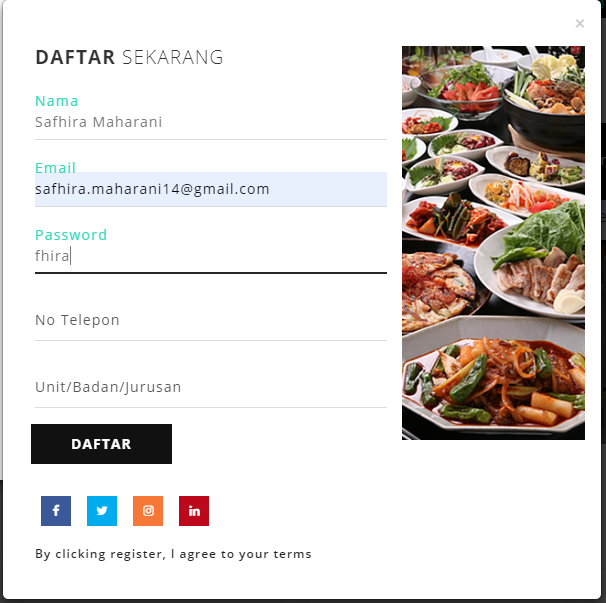 ×
DAFTAR SEKARANG
Nama
Safhira Maharani
Email
safhira.maharani14@gmail.com
Password
fhira
No Telepon
Unit/Badan/Jurusan
DAFTAR
By clicking register, I agree to your terms